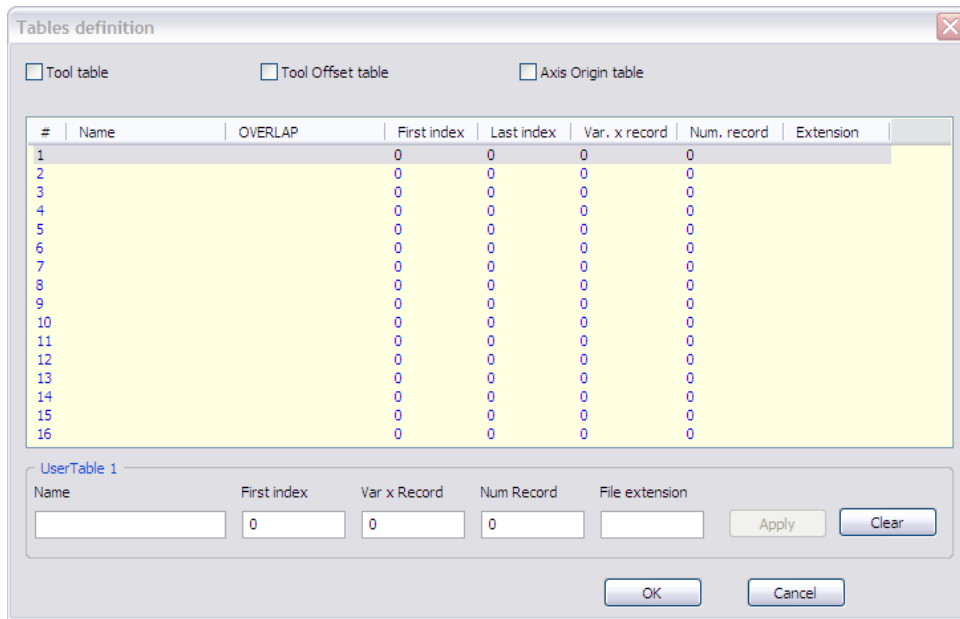 Tables definition
Tool table Tool Offset table Axis Origin table
# Name OVERLAP First index Last index Var. x record Num. record Extension
1 0 0 0 0
2 0 0 0 0
3 0 0 0 0
4 0 0 0 0
5 0 0 0 0
6 0 0 0 0
7 0 0 0 0
8 0 0 0 0
9 0 0 0 0
10 0 0 0 0
11 0 0 0 0
12 0 0 0 0
13 0 0 0 0
14 0 0 0 0
15 0 0 0 0
16 0 0 0 0
UserTable 1
Name First index Var x Record Num Record File extension
0 0 0 Apply Clear
OK Cancel